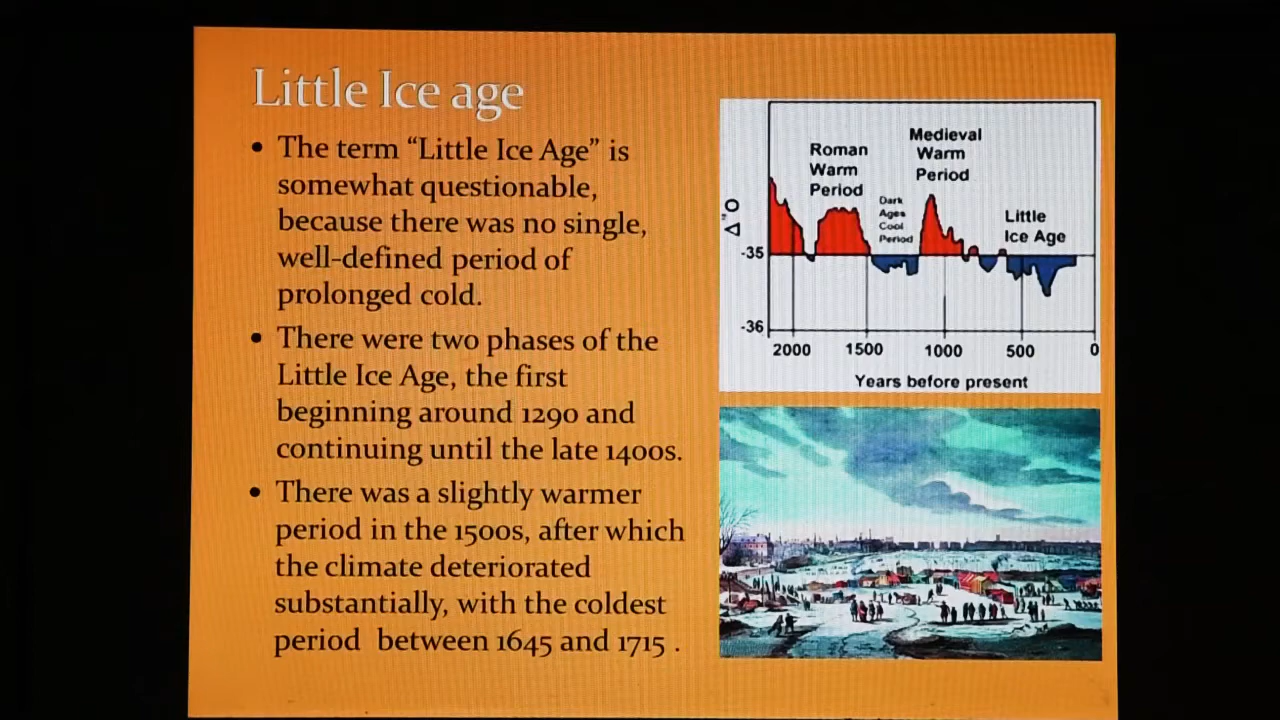 Little Ice age
• The term “Little Ice Age” is
somewhat questionable,
because there was no single,
well-defined period of
prolonged cold.
• There were two phases of the
Little Ice Age, the first
beginning around 1290 and
continuing until the late 1400s.
• There was a slightly warmer
period in the 1500s, after which
the climate deteriorated
substantially, with the coldest
period between 1645 and 1715 .
Medieval
Warm
Period
Roman
Warm
Period
Dark
Ages
Cool
Period
Little
Ice Age
-35
-36
2000 1500 1000 500 0
Years before present